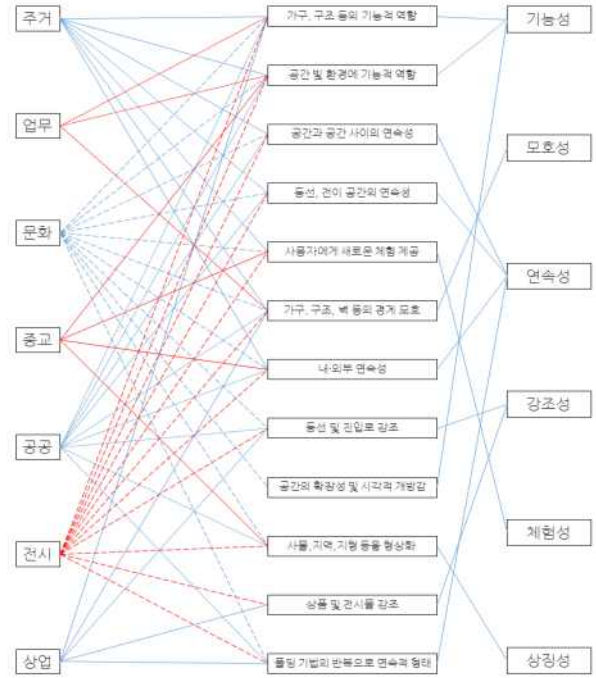 주거
업무
문화
종교
공공
전시
상업
가구, 구조 등의 기능적 역할
공간 및 환경에 기능적 역할
공간과 공간 사이의 연속성
동선, 전이 공간의 연속성
사용자에게 새로운 체험 제공
가구, 구조, 벽 등의 경계 모호
내·외부 연속성
동선 및 진입로 강조
공간의 확장성 및 시각적 개방감
사물,지역,지형 등을 형상화
상품 및 전시물 강조
폴딩 기법의 반복으로 연속적 형태
기능성
모호성
연속성
강조성
체험성
상징성